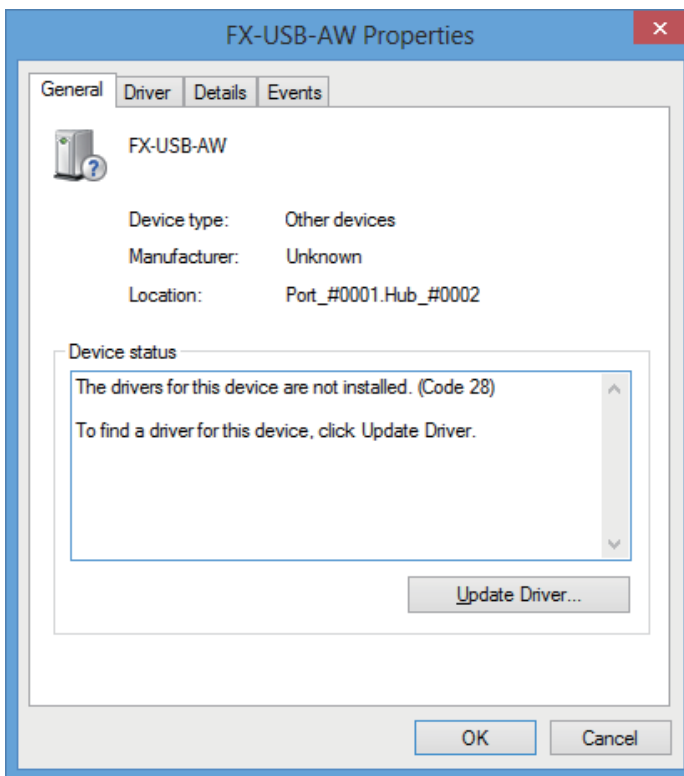 FX-USB-AW Properties
General Driver Details Events
FX-USB-AW
Device type: Other devices
Manufacturer: Unknown
Location: Port_#0001.Hub_#0002
Device status
The drivers for this device are not installed. (Code 28)
To find a driver for this device, click Update Driver.
Update Driver...
OK Cancel